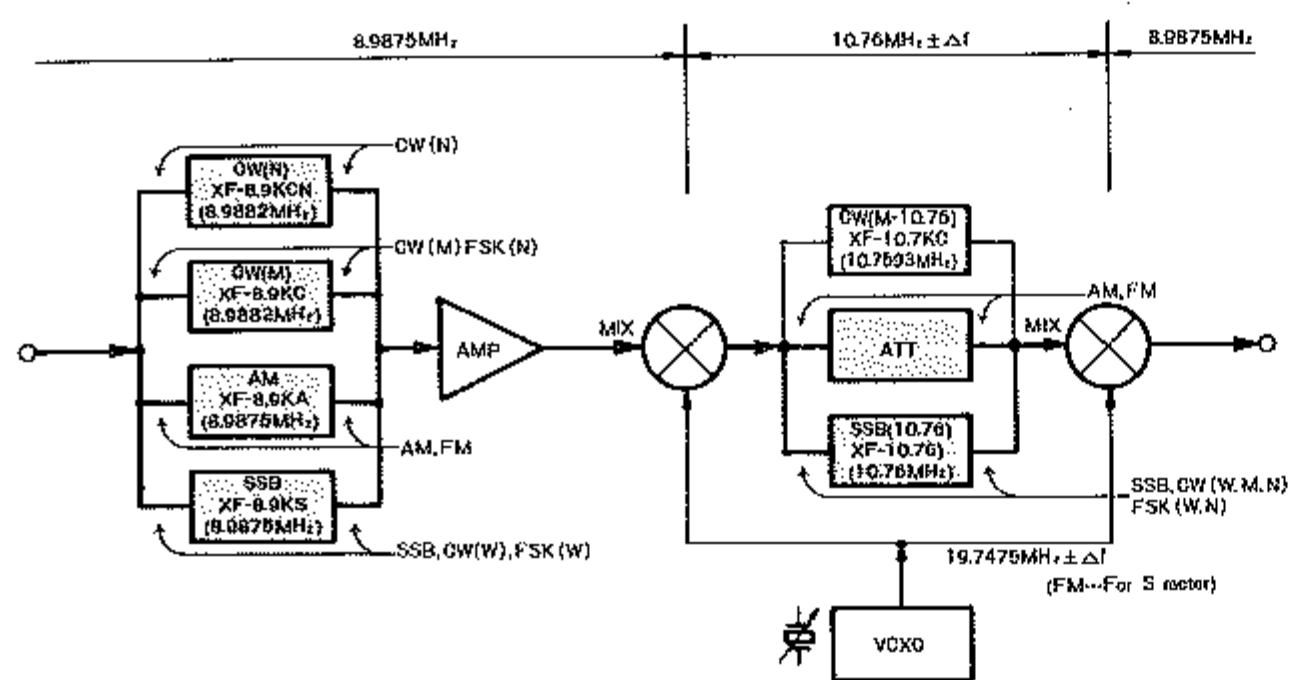 8.9875MHz
10.76MHz ± Δf
8.9875MHz
CW(N)
CW(N)
XF-8.9KCN
(8.9882MHz)
CW(M) FSK(N)
CW(M)
XF-8.9KC
(8.9882MHz)
AM
XF-8.9KA
(8.9875MHz)
AM, FM
SSB
XF-8.9KS
(8.9875MHz)
SSB, CW(W), FSK(W)
AMP
MIX
CW(M-10.76)
XF-10.7KC
(10.7593MHz)
AM, FM
ATT
MIX
SSB(10.76)
XF-10.76)
(10.76MHz)
SSB, CW(W.M.N)
FSK(W.N)
19.7475MHz ± Δf
(FM---For S meter)
VCXO